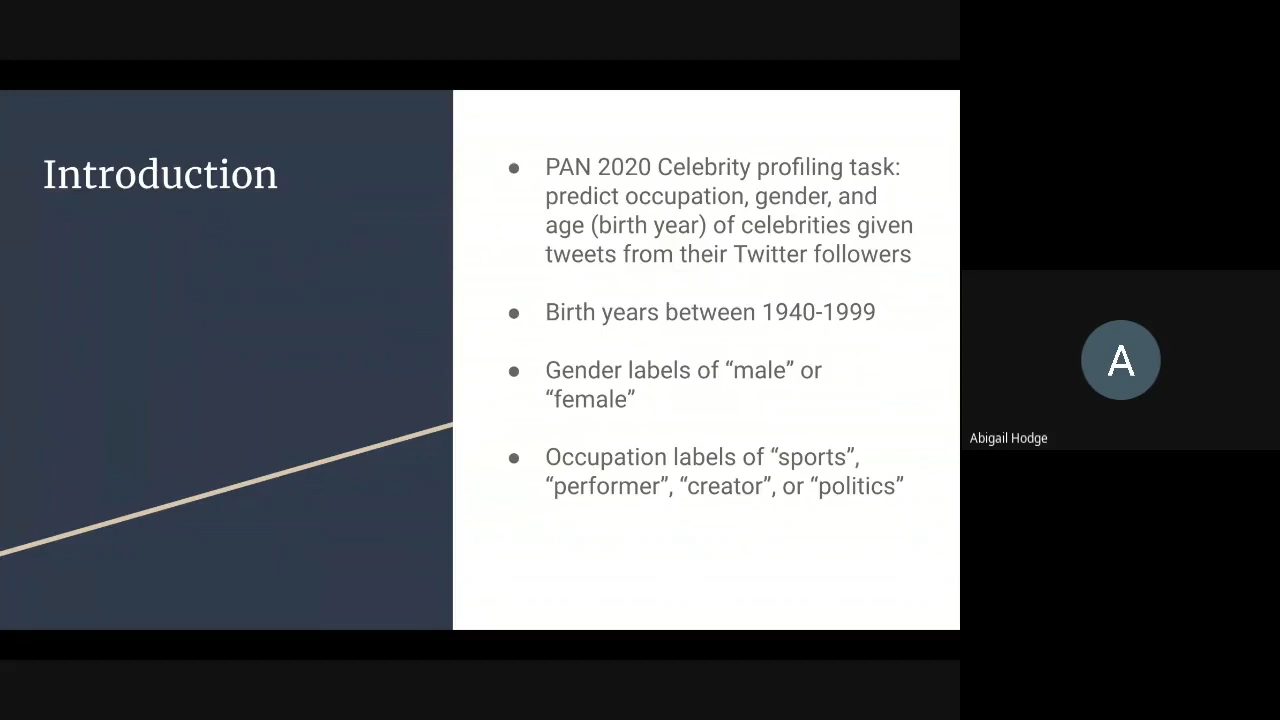 Introduction
● PAN 2020 Celebrity profiling task:
predict occupation, gender, and
age (birth year) of celebrities given
tweets from their Twitter followers
● Birth years between 1940-1999
● Gender labels of “male” or
“female”
● Occupation labels of “sports”,
“performer”, “creator”, or “politics”
A
Abigail Hodge